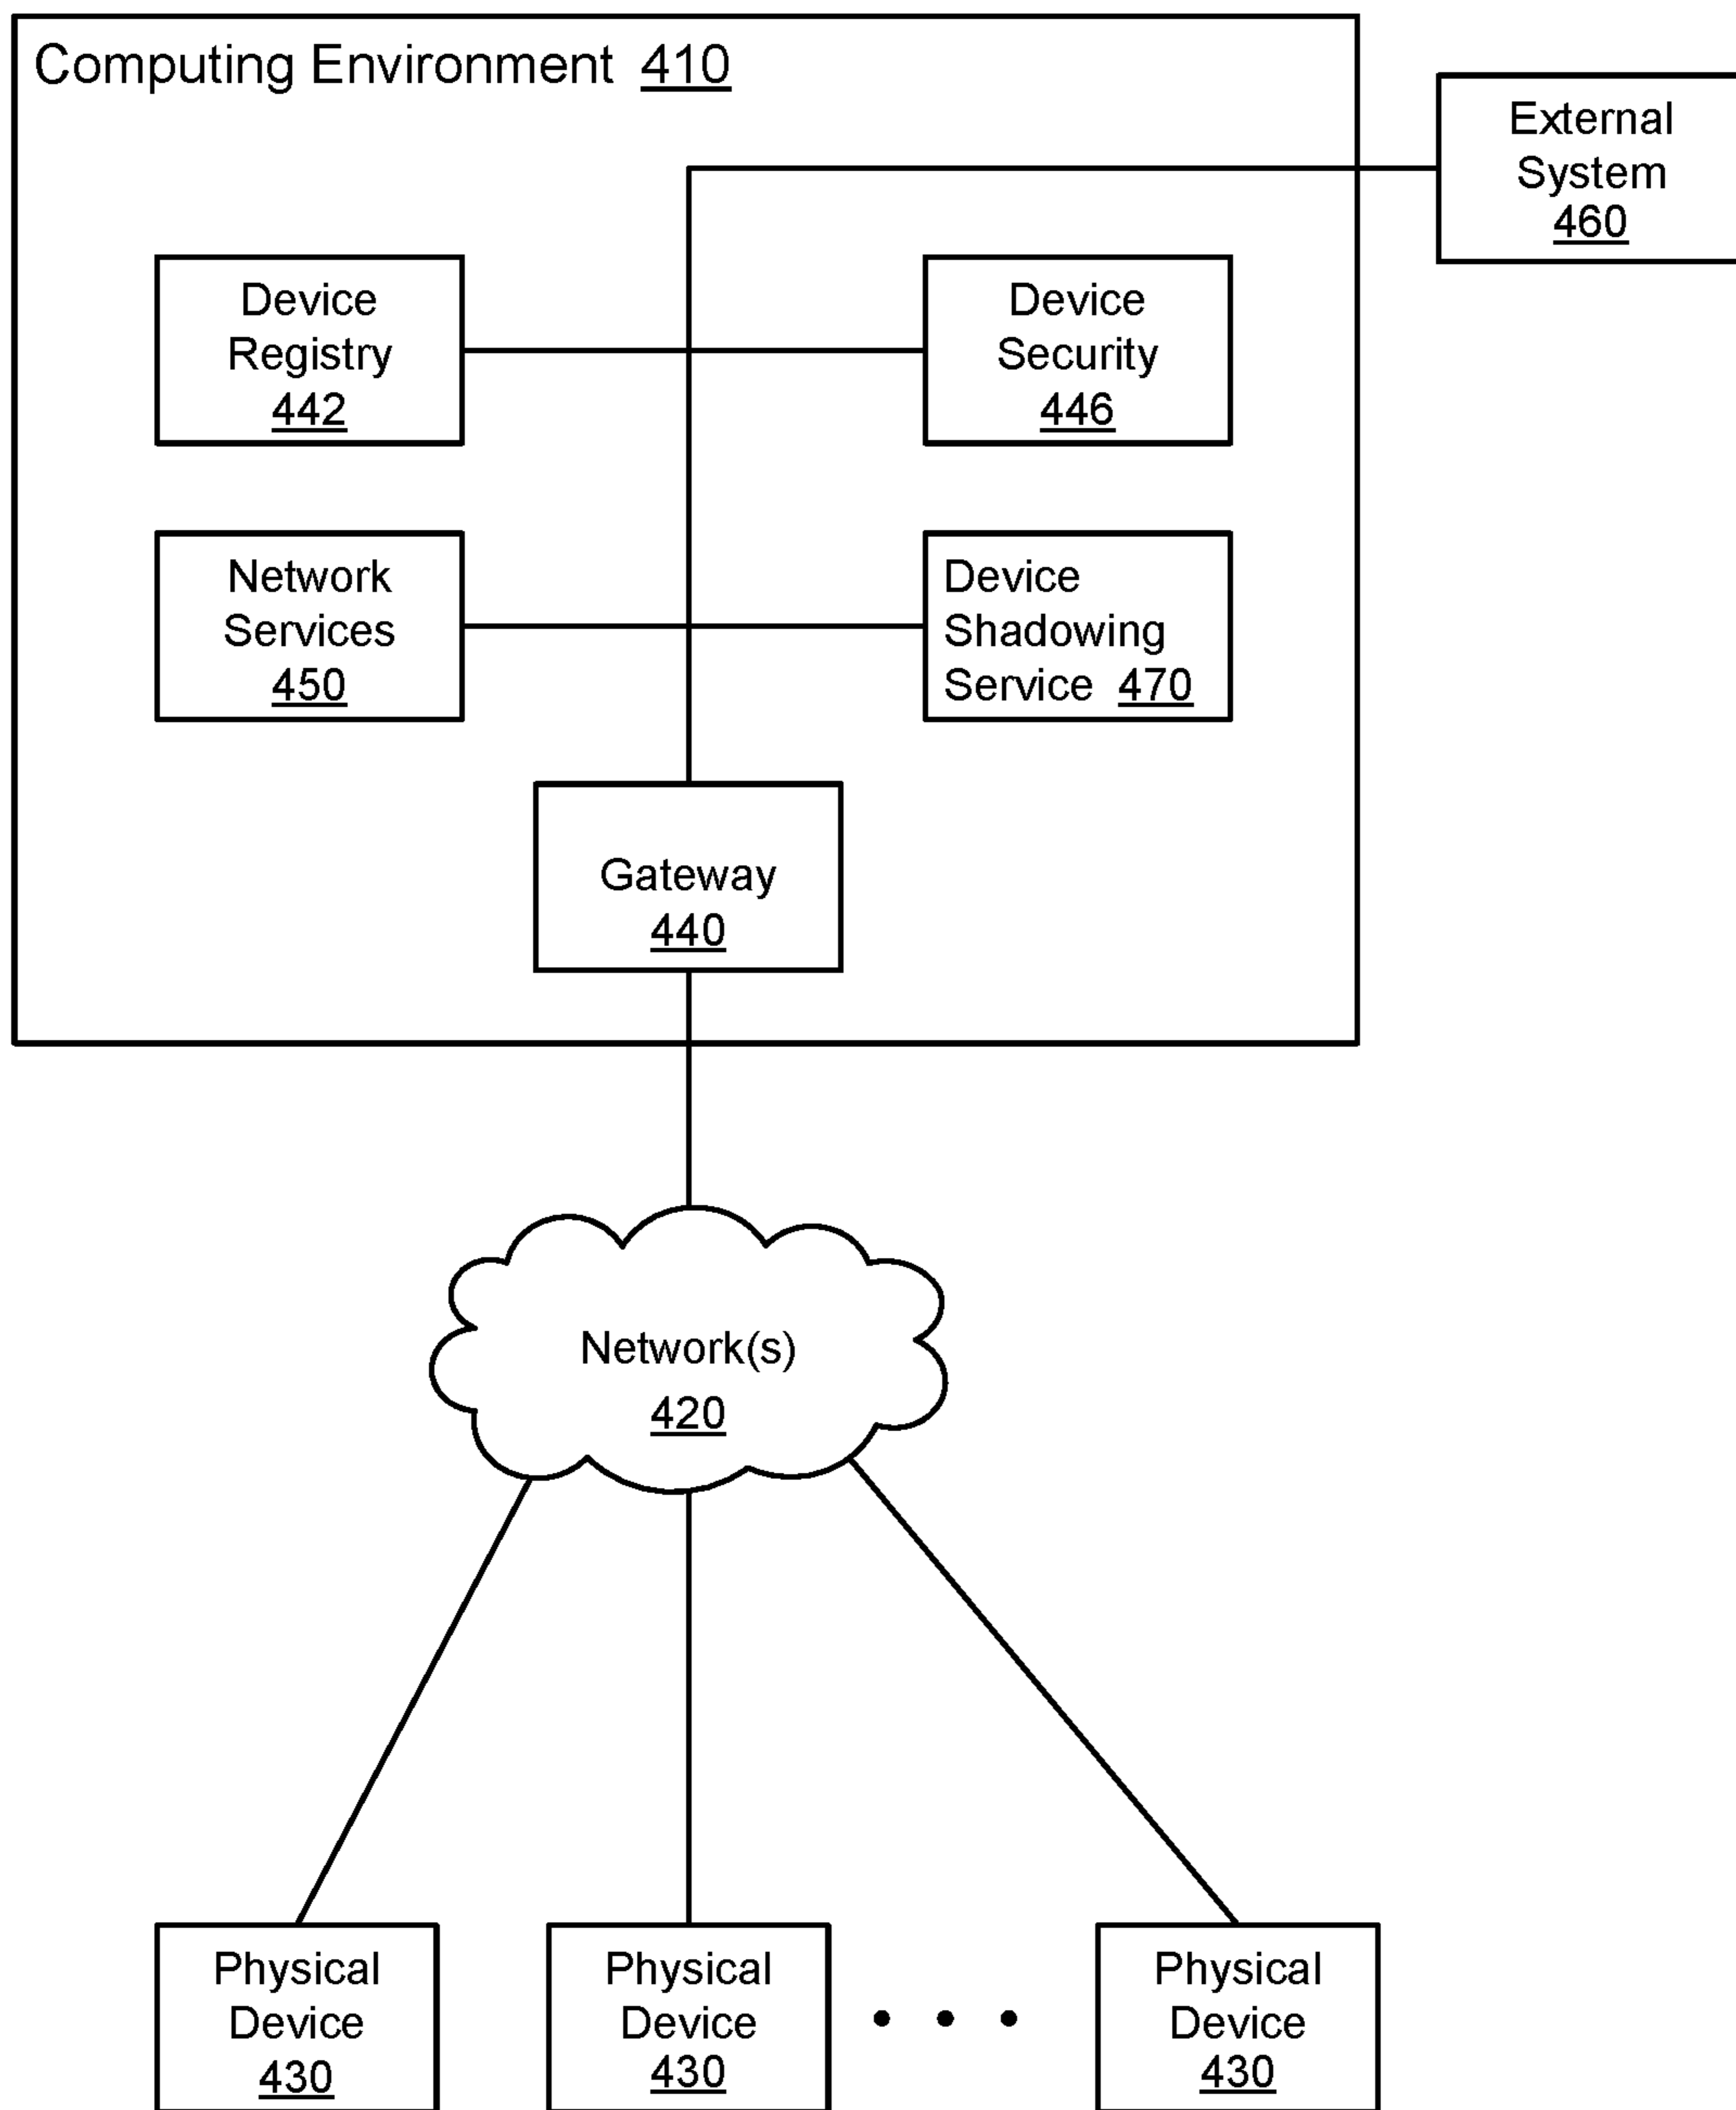 Computing Environment 410
External
System
460
Device
Registry
442
Device
Security
446
Network
Services
450
Device
Shadowing
Service 470
Gateway
440
Network(s)
420
Physical
Device
430
Physical
Device
430
Physical
Device
430